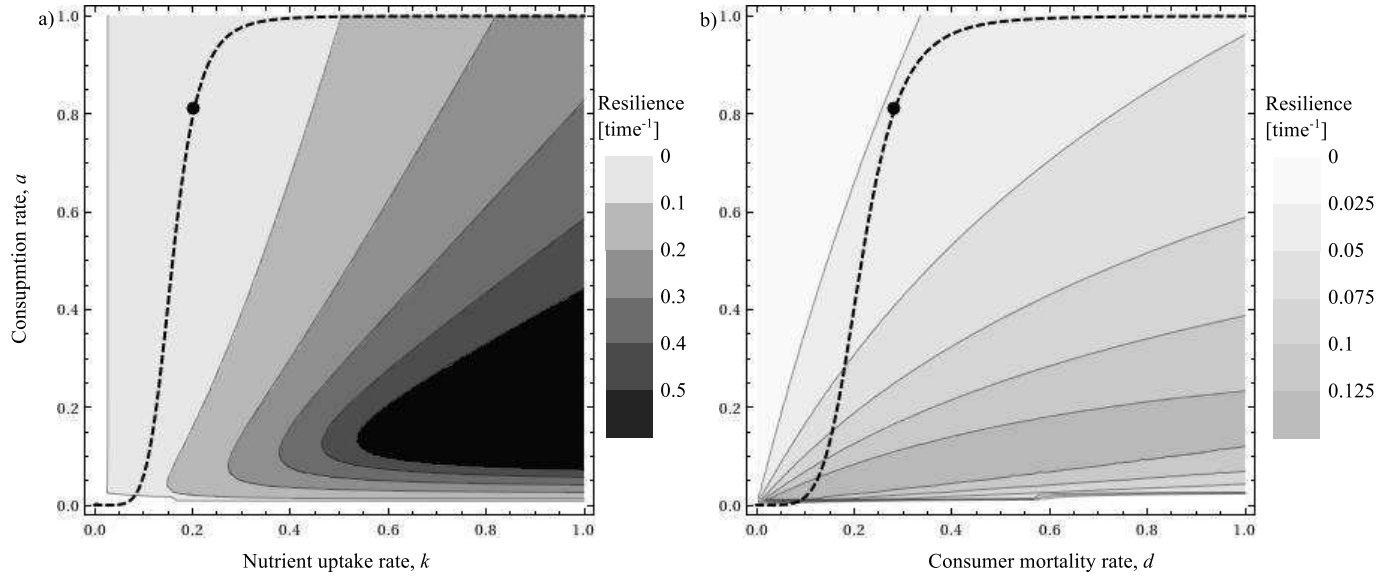 a)
1.0
0.8
0.6
0.4
0.2
0.0
0.0 0.2 0.4 0.6 0.8 1.0
Consupmtion rate, a
Nutrient uptake rate, k
Resilience
[time-1]
0
0.1
0.2
0.3
0.4
0.5
b)
1.0
0.8
0.6
0.4
0.2
0.0
0.0 0.2 0.4 0.6 0.8 1.0
Consumer mortality rate, d
Resilience
[time-1]
0
0.025
0.05
0.075
0.1
0.125